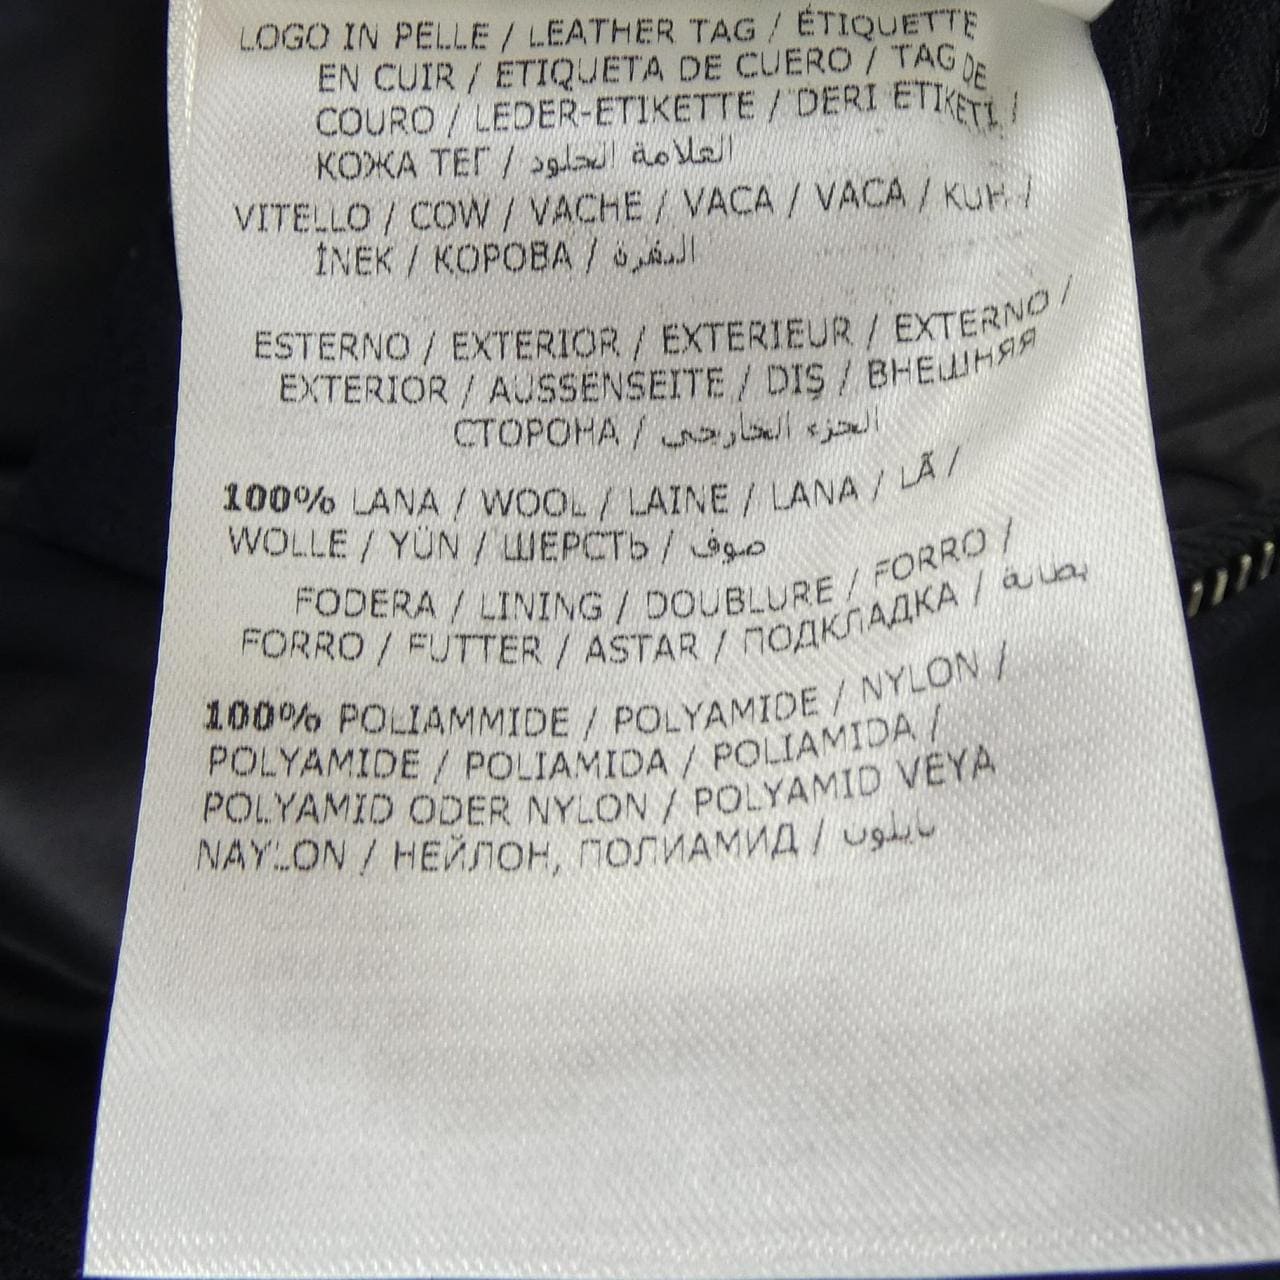 LOGO IN PELLE / LEATHER TAG / ÉTIQUETTE
EN CUIR / ETIQUETA DE CUERO / TAG DE
COURO / LEDER-ETIKETTE / DERI ETIKETI /
КОЖА ТЕГ / العلامة الجلود
VITELLO / COW / VACHE / VACA / VACA / KUH /
İNEK / КОРОВА / البقرة
ESTERNO / EXTERIOR / EXTERIEUR / EXTERNO /
EXTERIOR / AUSSENSEITE / DIŞ / ВНЕШНЯЯ
СТОРОНА / الجزء الخارجي
100% LANA / WOOL / LAINE / LANA / LÃ /
WOLLE / YÜN / ШЕРСТЬ / صوف
FODERA / LINING / DOUBLURE / FORRO /
FORRO / FUTTER / ASTAR / ПОДКЛАДКА / بطانة
100% POLIAMMIDE / POLYAMIDE / NYLON /
POLYAMIDE / POLIAMIDA / POLIAMIDA /
POLYAMID ODER NYLON / POLYAMID VEYA
NAYLON / НЕЙЛОН, ПОЛИАМИД / نايلون